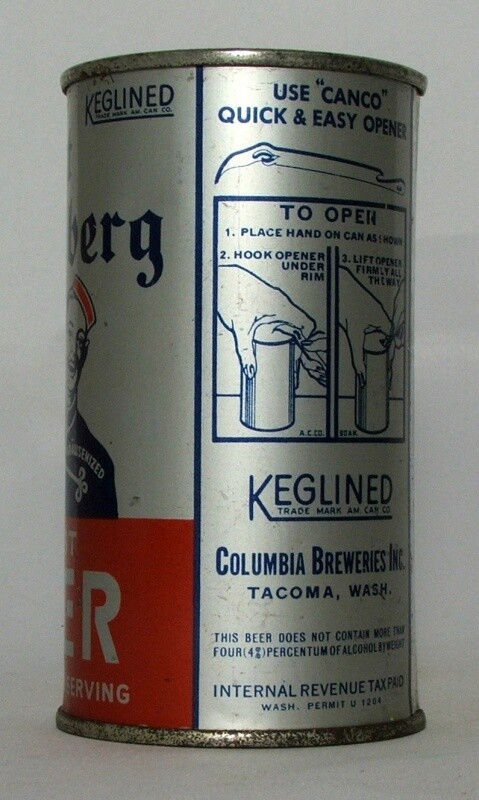 KEGLINED
TRADE MARK AM. CAN CO.
berg
ER
SERVING
USE "CANCO"
QUICK & EASY OPENER
TO OPEN
1. PLACE HAND ON CAN AS SHOWN
2. HOOK OPENER
UNDER
RIM
3. LIFT OPENER
FIRMLY ALL
THE WAY
A.C.CO.
KEGLINED
TRADE MARK AM. CAN CO.
COLUMBIA BREWERIES INC.
TACOMA, WASH.
THIS BEER DOES NOT CONTAIN MORE THAN
FOUR (4%) PERCENTUM OF ALCOHOL BY WEIGHT
INTERNAL REVENUE TAX PAID
WASH. PERMIT U 1204